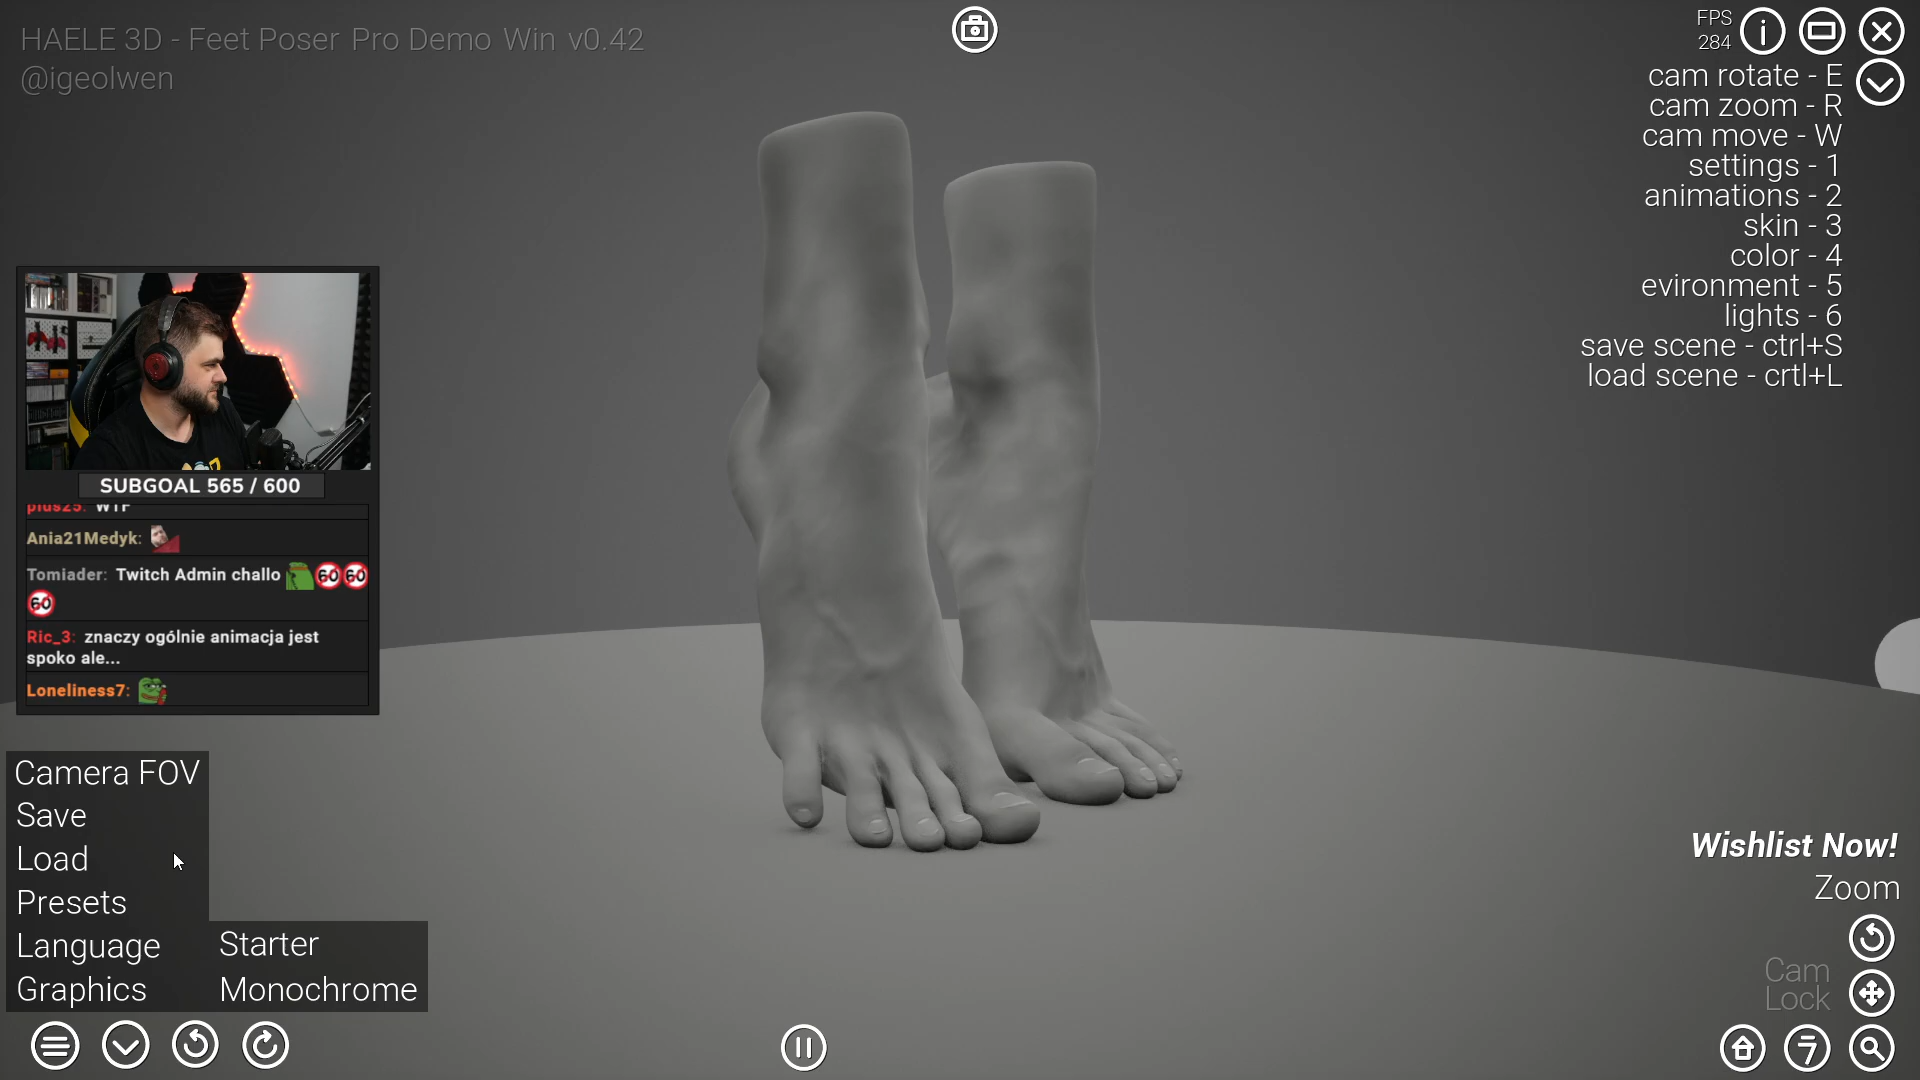 HAELE 3D - Feet Poser Pro Demo Win v0.42
@igeolwen
FPS
284
cam rotate - E
cam zoom - R
cam move - W
settings - 1
animations - 2
skin - 3
color - 4
evironment - 5
lights - 6
save scene - ctrl+S
load scene - crtl+L
SUBGOAL 565 / 600
plus25: WTF
Ania21Medyk:
Tomiader: Twitch Admin challo
Ric_3: znaczy ogólnie animacja jest
spoko ale...
Loneliness7:
Camera FOV
Save
Load
Presets
Language
Graphics
Starter
Monochrome
Wishlist Now!
Zoom
Cam
Lock